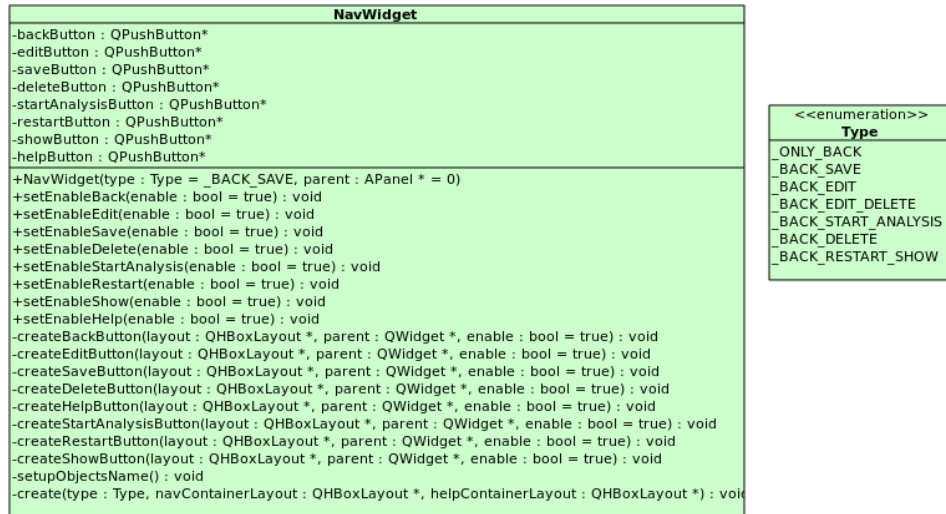 NavWidget
-backButton : QPushButton*
-editButton : QPushButton*
-saveButton : QPushButton*
-deleteButton : QPushButton*
-startAnalysisButton : QPushButton*
-restartButton : QPushButton*
-showButton : QPushButton*
-helpButton : QPushButton*
+NavWidget(type : Type = _BACK_SAVE, parent : APanel * = 0)
+setEnableBack(enable : bool = true) : void
+setEnableEdit(enable : bool = true) : void
+setEnableSave(enable : bool = true) : void
+setEnableDelete(enable : bool = true) : void
+setEnableStartAnalysis(enable : bool = true) : void
+setEnableRestart(enable : bool = true) : void
+setEnableShow(enable : bool = true) : void
+setEnableHelp(enable : bool = true) : void
-createBackButton(layout : QHBoxLayout *, parent : QWidget *, enable : bool = true) : void
-createEditButton(layout : QHBoxLayout *, parent : QWidget *, enable : bool = true) : void
-createSaveButton(layout : QHBoxLayout *, parent : QWidget *, enable : bool = true) : void
-createDeleteButton(layout : QHBoxLayout *, parent : QWidget *, enable : bool = true) : void
-createHelpButton(layout : QHBoxLayout *, parent : QWidget *, enable : bool = true) : void
-createStartAnalysisButton(layout : QHBoxLayout *, parent : QWidget *, enable : bool = true) : void
-createRestartButton(layout : QHBoxLayout *, parent : QWidget *, enable : bool = true) : void
-createShowButton(layout : QHBoxLayout *, parent : QWidget *, enable : bool = true) : void
-setupObjectsName() : void
-create(type : Type, navContainerLayout : QHBoxLayout *, helpContainerLayout : QHBoxLayout *) : void
<<enumeration>>
Type
_ONLY_BACK
_BACK_SAVE
_BACK_EDIT
_BACK_EDIT_DELETE
_BACK_START_ANALYSIS
_BACK_DELETE
_BACK_RESTART_SHOW